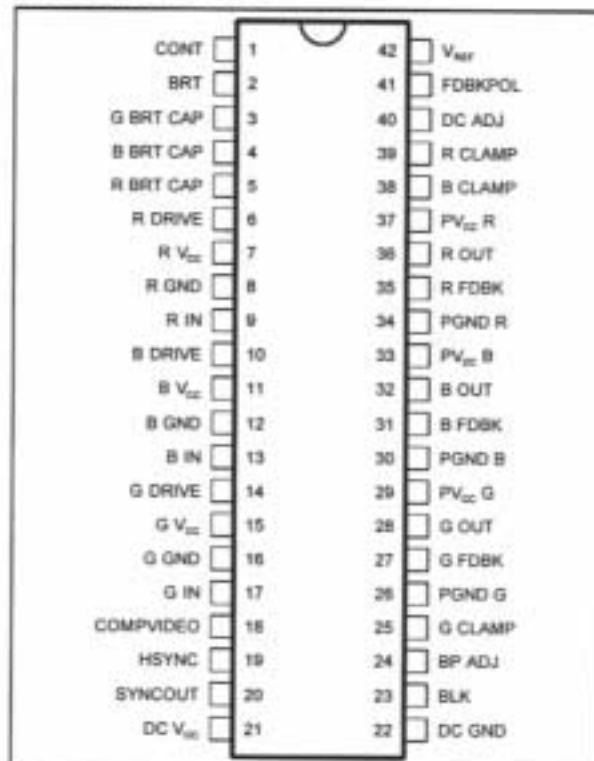 CONT 1 42 VREF
BRT 2 41 FDBKPOL
G BRT CAP 3 40 DC ADJ
B BRT CAP 4 39 R CLAMP
R BRT CAP 5 38 B CLAMP
R DRIVE 6 37 PVCC R
R VCC 7 36 R OUT
R GND 8 35 R FDBK
R IN 9 34 PGND R
B DRIVE 10 33 PVCC B
B VCC 11 32 B OUT
B GND 12 31 B FDBK
B IN 13 30 PGND B
G DRIVE 14 29 PVCC G
G VCC 15 28 G OUT
G GND 16 27 G FDBK
G IN 17 26 PGND G
COMPVIDEO 18 25 G CLAMP
HSYNC 19 24 BP ADJ
SYNCOUT 20 23 BLK
DC VCC 21 22 DC GND